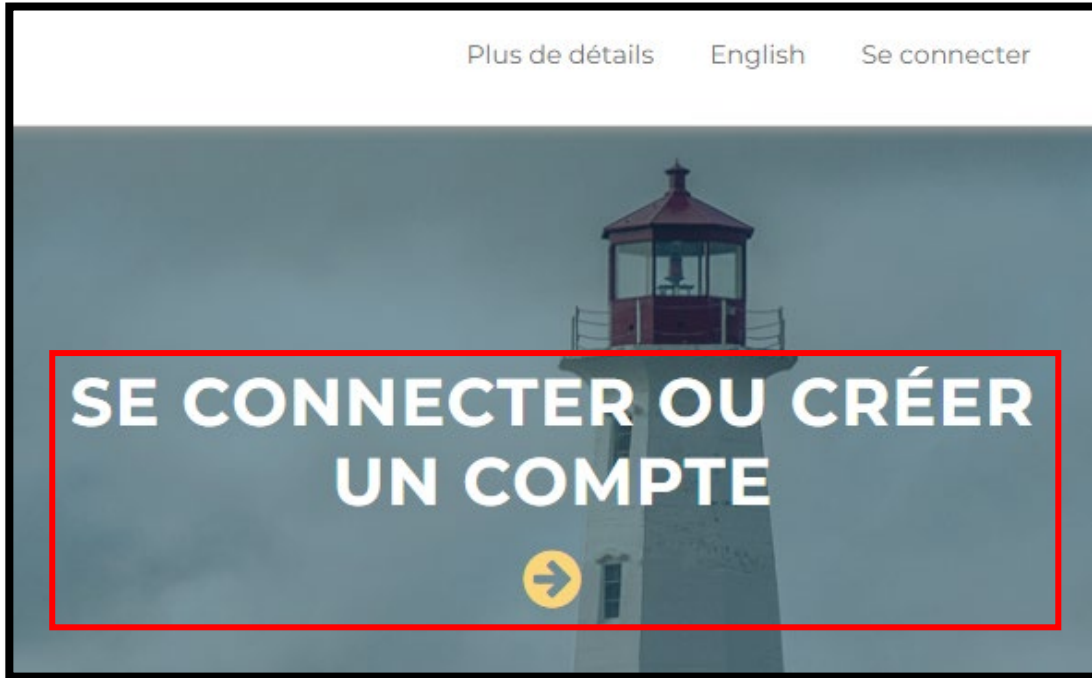 Plus de détails English Se connecter
SE CONNECTER OU CRÉER
UN COMPTE